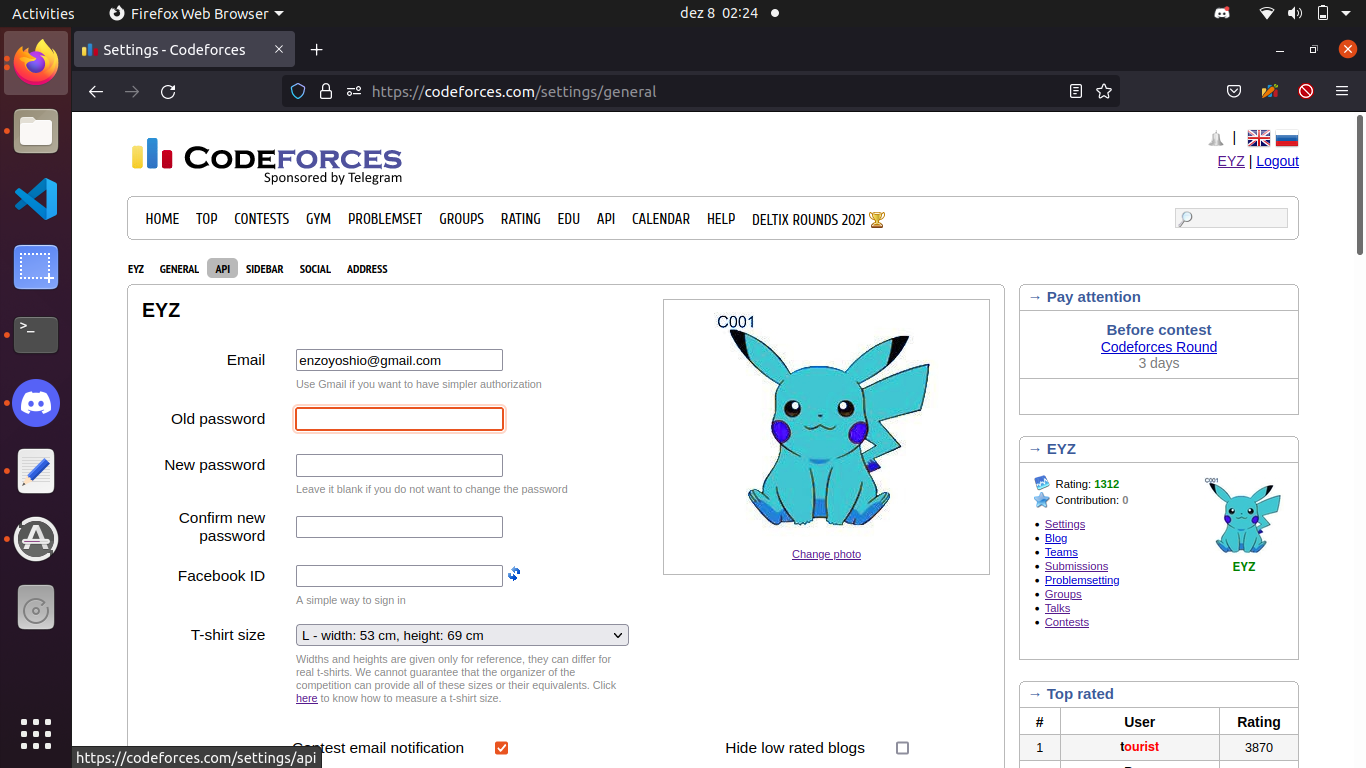 Activities Firefox Web Browser dez 8 02:24
Settings - Codeforces
https://codeforces.com/settings/general
CODEFORCES
Sponsored by Telegram
EYZ | Logout
HOME TOP CONTESTS GYM PROBLEMSET GROUPS RATING EDU API CALENDAR HELP DELTIX ROUNDS 2021
EYZ GENERAL API SIDEBAR SOCIAL ADDRESS
EYZ
Email enzoyoshio@gmail.com
Use Gmail if you want to have simpler authorization
Old password
New password
Leave it blank if you do not want to change the password
Confirm new
password
Facebook ID
A simple way to sign in
T-shirt size L - width: 53 cm, height: 69 cm
Widths and heights are given only for reference, they can differ for
real t-shirts. We cannot guarantee that the organizer of the
competition can provide all of these sizes or their equivalents. Click
here to know how to measure a t-shirt size.
test email notification Hide low rated blogs
C001
Change photo
→ Pay attention
Before contest
Codeforces Round
3 days
→ EYZ
Rating: 1312
Contribution: 0
Settings
Blog
Teams
Submissions
Problemsetting
Groups
Talks
Contests
C001
EYZ
→ Top rated
# User Rating
1 tourist 3870
https://codeforces.com/settings/api